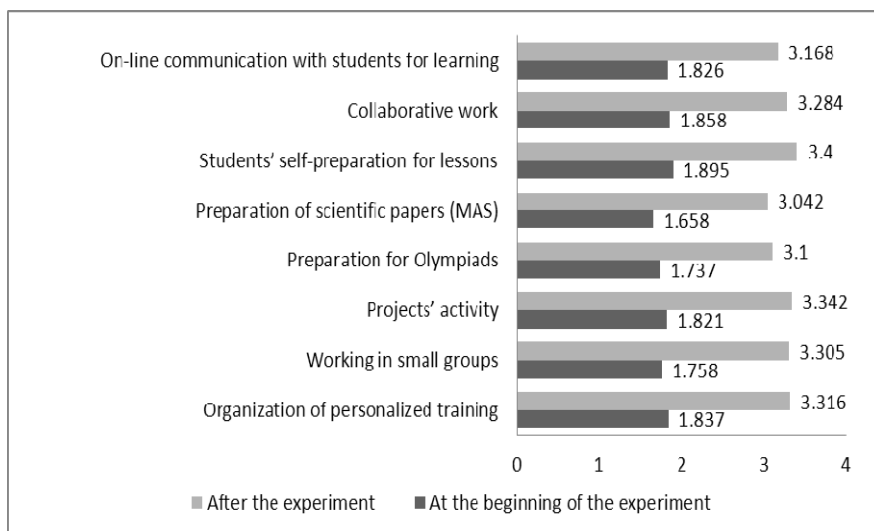 On-line communication with students for learning
3.168
1.826
Collaborative work
3.284
1.858
Students’ self-preparation for lessons
3.4
1.895
Preparation of scientific papers (MAS)
3.042
1.658
Preparation for Olympiads
3.1
1.737
Projects’ activity
3.342
1.821
Working in small groups
3.305
1.758
Organization of personalized training
3.316
1.837
0 1 2 3 4
After the experiment At the beginning of the experiment